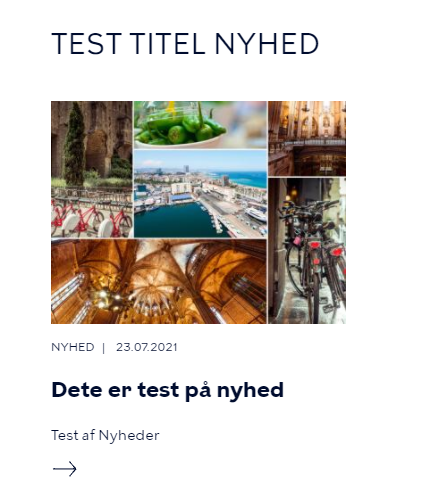 TEST TITEL NYHED
NYHED | 23.07.2021
Dete er test på nyhed
Test af Nyheder